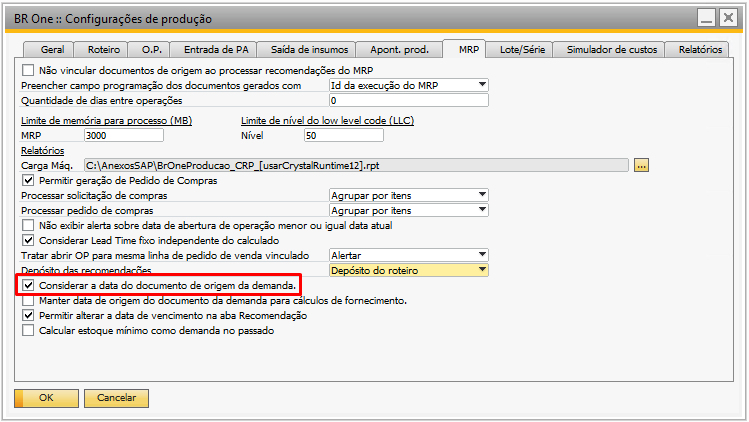 BR One :: Configurações de produção
Geral Roteiro O.P. Entrada de PA Saída de insumos Apont. prod. MRP Lote/Série Simulador de custos Relatórios
Não vincular documentos de origem ao processar recomendações do MRP
Preencher campo programação dos documentos gerados com Id da execução do MRP
Quantidade de dias entre operações 0
Limite de memória para processo (MB) Limite de nível do low level code (LLC)
MRP 3000 Nível 50
Relatórios
Carga Máq. C:\AnexosSAP\BrOneProducao_CRP_[usarCrystalRuntime12].rpt ...
Permitir geração de Pedido de Compras
Processar solicitação de compras Agrupar por itens
Processar pedido de compras Agrupar por itens
Não exibir alerta sobre data de abertura de operação menor ou igual data atual
Considerar Lead Time fixo independente do calculado
Tratar abrir OP para mesma linha de pedido de venda vinculado Alertar
Depósito das recomendações Depósito do roteiro
Considerar a data do documento de origem da demanda.
Manter data de origem do documento da demanda para cálculos de fornecimento.
Permitir alterar a data de vencimento na aba Recomendação
Calcular estoque mínimo como demanda no passado
OK Cancelar